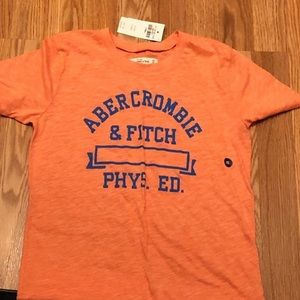 ABERCROMBIE
& FITCH
PHYS. ED.